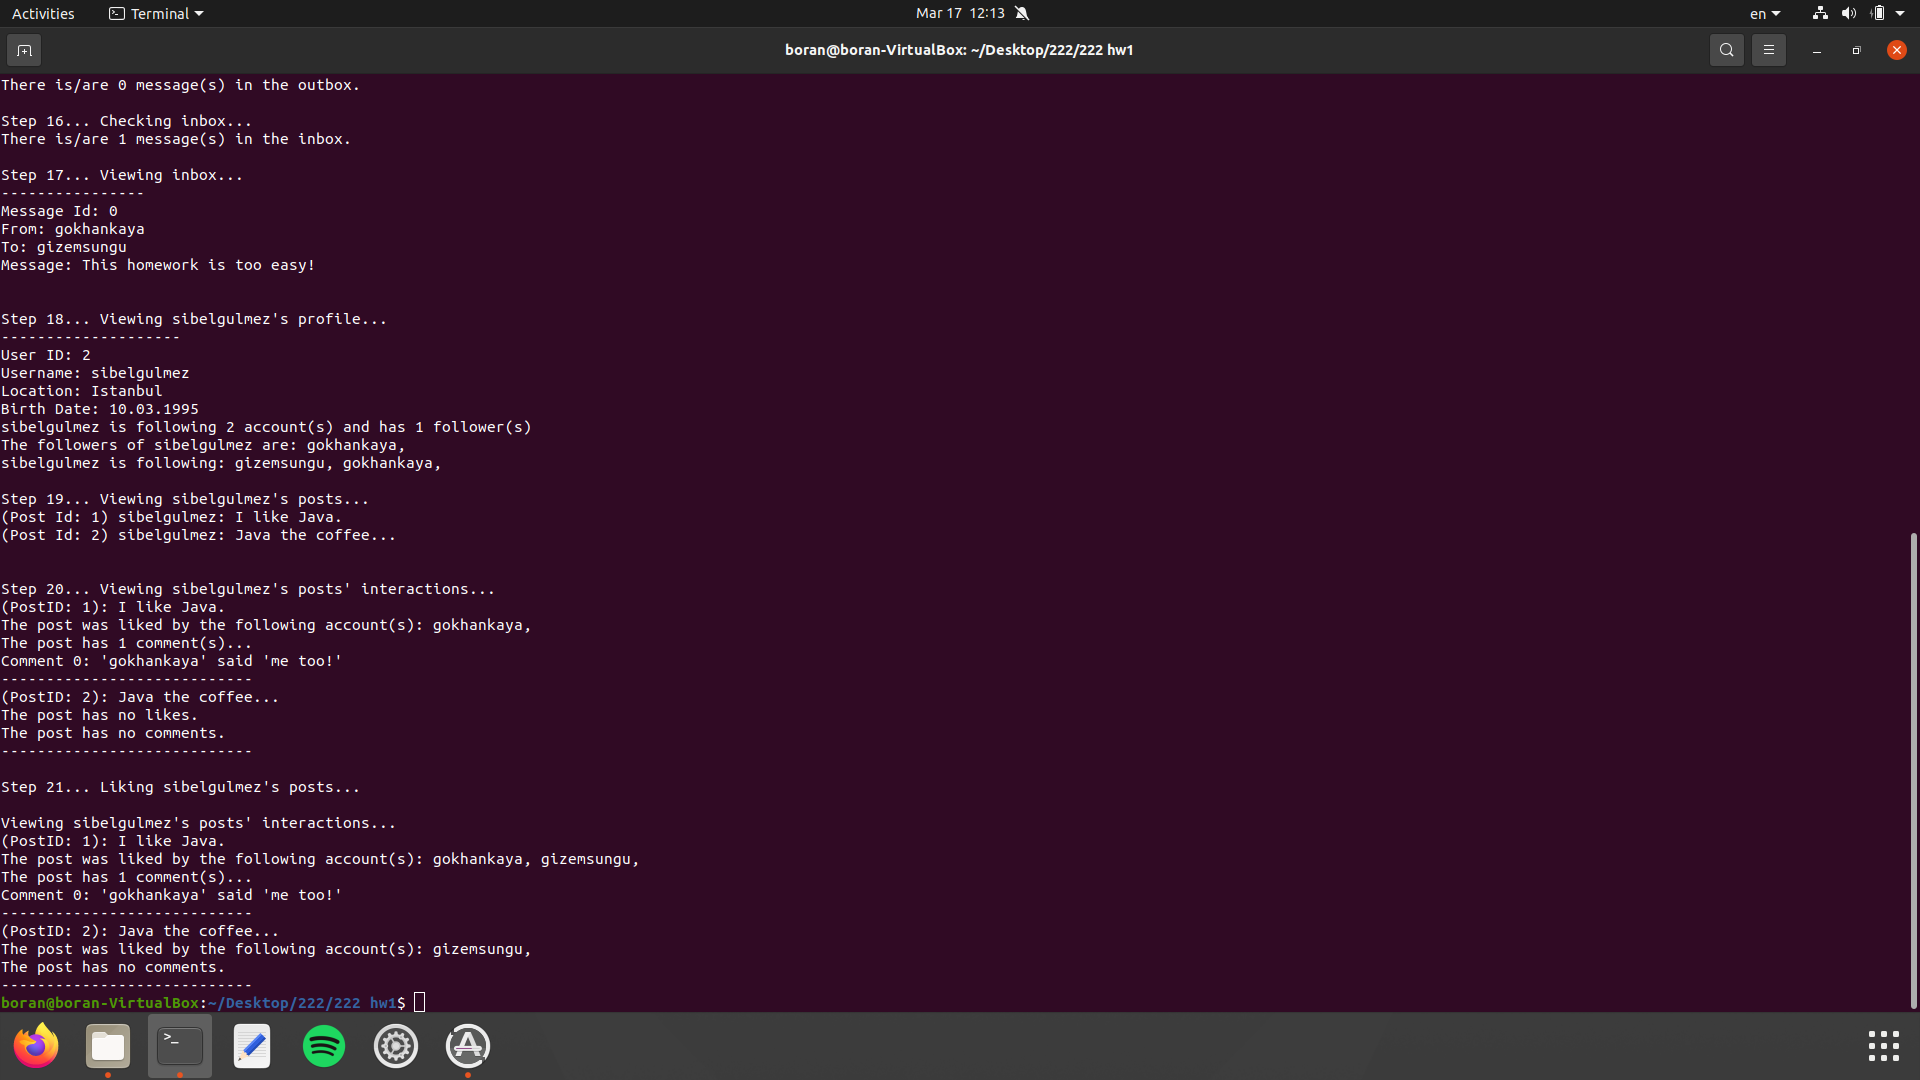 Activities
Terminal
Mar 17 12:13
en
boran@boran-VirtualBox: ~/Desktop/222/222 hw1
There is/are 0 message(s) in the outbox.
Step 16... Checking inbox...
There is/are 1 message(s) in the inbox.
Step 17... Viewing inbox...
----------------
Message Id: 0
From: gokhankaya
To: gizemsungu
Message: This homework is too easy!
Step 18... Viewing sibelgulmez's profile...
--------------------
User ID: 2
Username: sibelgulmez
Location: Istanbul
Birth Date: 10.03.1995
sibelgulmez is following 2 account(s) and has 1 follower(s)
The followers of sibelgulmez are: gokhankaya,
sibelgulmez is following: gizemsungu, gokhankaya,
Step 19... Viewing sibelgulmez's posts...
(Post Id: 1) sibelgulmez: I like Java.
(Post Id: 2) sibelgulmez: Java the coffee...
Step 20... Viewing sibelgulmez's posts' interactions...
(PostID: 1): I like Java.
The post was liked by the following account(s): gokhankaya,
The post has 1 comment(s)...
Comment 0: 'gokhankaya' said 'me too!'
----------------------------
(PostID: 2): Java the coffee...
The post has no likes.
The post has no comments.
----------------------------
Step 21... Liking sibelgulmez's posts...
Viewing sibelgulmez's posts' interactions...
(PostID: 1): I like Java.
The post was liked by the following account(s): gokhankaya, gizemsungu,
The post has 1 comment(s)...
Comment 0: 'gokhankaya' said 'me too!'
----------------------------
(PostID: 2): Java the coffee...
The post was liked by the following account(s): gizemsungu,
The post has no comments.
----------------------------
boran@boran-VirtualBox:~/Desktop/222/222 hw1$